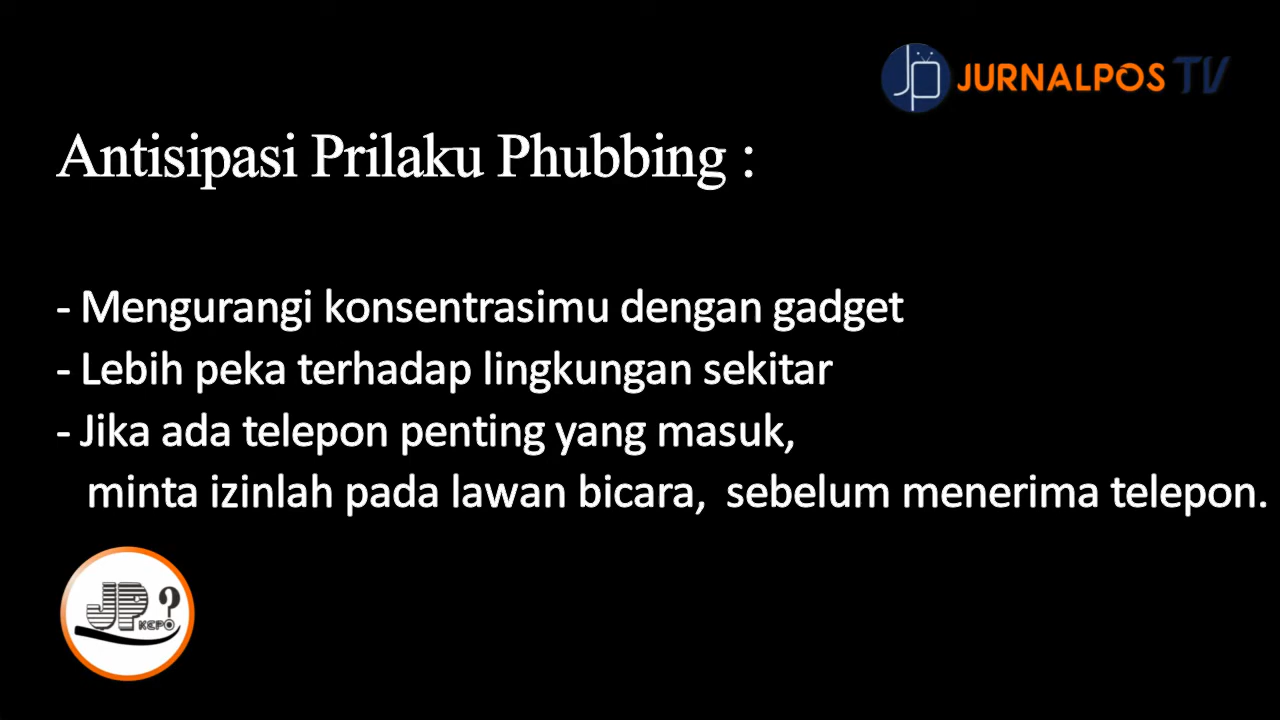 JURNALPOS TV
Antisipasi Prilaku Phubbing :
- Mengurangi konsentrasimu dengan gadget
- Lebih peka terhadap lingkungan sekitar
- Jika ada telepon penting yang masuk,
minta izinlah pada lawan bicara, sebelum menerima telepon.
JP ?
KEPO